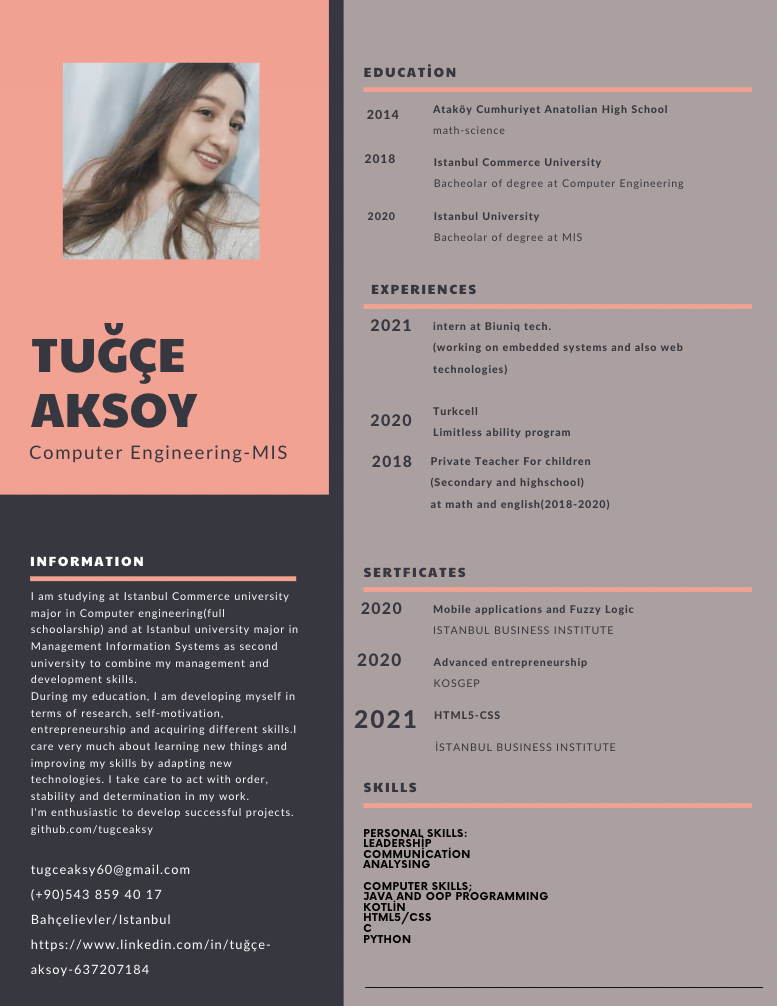 TUĞÇE
AKSOY
Computer Engineering-MIS
INFORMATION
I am studying at Istanbul Commerce university
major in Computer engineering(full
schoolarship) and at Istanbul university major in
Management Information Systems as second
university to combine my management and
development skills.
During my education, I am developing myself in
terms of research, self-motivation,
entrepreneurship and acquiring different skills.I
care very much about learning new things and
improving my skills by adapting new
technologies. I take care to act with order,
stability and determination in my work.
I'm enthusiastic to develop successful projects.
github.com/tugceaksy
tugceaksy60@gmail.com
(+90)543 859 40 17
Bahçelievler/Istanbul
https://www.linkedin.com/in/tuğçe-
aksoy-637207184
EDUCATİON
2014 Ataköy Cumhuriyet Anatolian High School
math-science
2018 Istanbul Commerce University
Bacheolar of degree at Computer Engineering
2020 Istanbul University
Bacheolar of degree at MIS
EXPERIENCES
2021 intern at Biuniq tech.
(working on embedded systems and also web
technologies)
Turkcell
2020 Limitless ability program
2018 Private Teacher For children
(Secondary and highschool)
at math and english(2018-2020)
SERTFICATES
2020 Mobile applications and Fuzzy Logic
ISTANBUL BUSINESS INSTITUTE
2020 Advanced entrepreneurship
KOSGEP
2021 HTML5-CSS
İSTANBUL BUSINESS INSTITUTE
SKILLS
PERSONAL SKILLS:
LEADERSHİP
COMMUNİCATİON
ANALYSING
COMPUTER SKILLS;
JAVA AND OOP PROGRAMMING
KOTLİN
HTML5/CSS
C
PYTHON